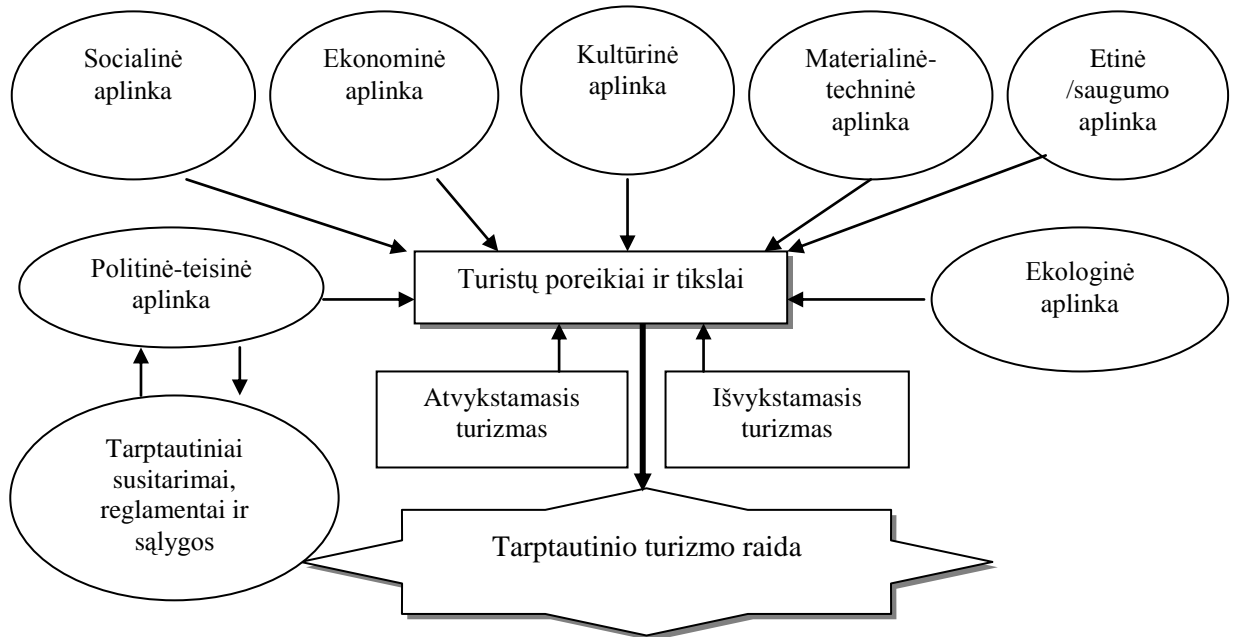 Socialinė
aplinka
Ekonominė
aplinka
Kultūrinė
aplinka
Materialinė-
techninė
aplinka
Etinė
/saugumo
aplinka
Politinė-teisinė
aplinka
Turistų poreikiai ir tikslai
Ekologinė
aplinka
Atvykstamasis
turizmas
Išvykstamasis
turizmas
Tarptautiniai
susitarimai,
reglamentai ir
sąlygos
Tarptautinio turizmo raida